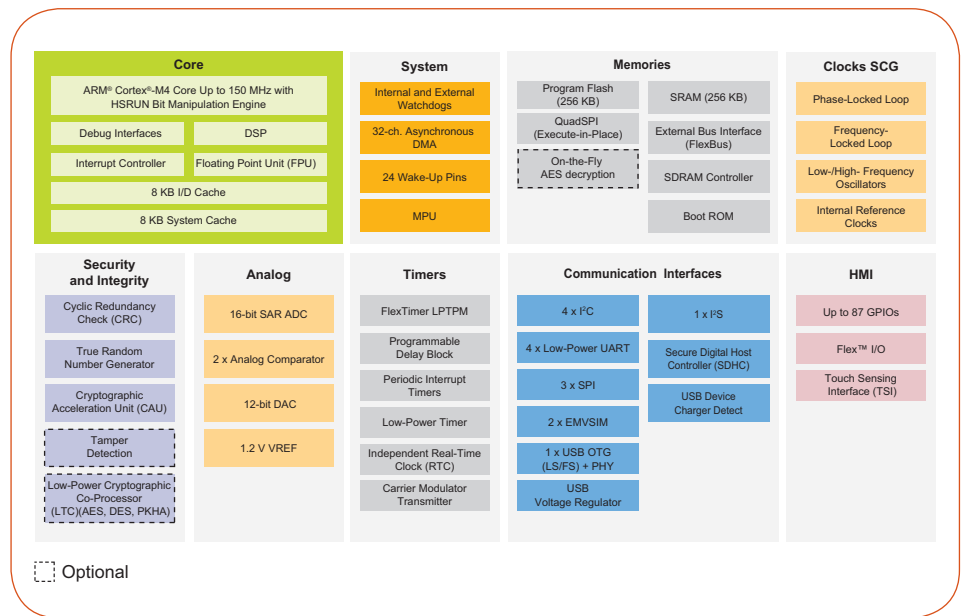 Core
ARM® Cortex®-M4 Core Up to 150 MHz with
HSRUN Bit Manipulation Engine
Debug Interfaces
DSP
Interrupt Controller
Floating Point Unit (FPU)
8 KB I/D Cache
8 KB System Cache
System
Internal and External
Watchdogs
32-ch. Asynchronous
DMA
24 Wake-Up Pins
MPU
Memories
Program Flash
(256 KB)
QuadSPI
(Execute-in-Place)
On-the-Fly
AES decryption
SRAM (256 KB)
External Bus Interface
(FlexBus)
SDRAM Controller
Boot ROM
Clocks SCG
Phase-Locked Loop
Frequency-
Locked Loop
Low-/High- Frequency
Oscillators
Internal Reference
Clocks
Security
and Integrity
Cyclic Redundancy
Check (CRC)
True Random
Number Generator
Cryptographic
Acceleration Unit (CAU)
Tamper
Detection
Low-Power Cryptographic
Co-Processor
(LTC)(AES, DES, PKHA)
Analog
16-bit SAR ADC
2 x Analog Comparator
12-bit DAC
1.2 V VREF
Timers
FlexTimer LPTPM
Programmable
Delay Block
Periodic Interrupt
Timers
Low-Power Timer
Independent Real-Time
Clock (RTC)
Carrier Modulator
Transmitter
Communication Interfaces
4 x I²C
4 x Low-Power UART
3 x SPI
2 x EMVSIM
1 x USB OTG
(LS/FS) + PHY
USB
Voltage Regulator
1 x I²S
Secure Digital Host
Controller (SDHC)
USB Device
Charger Detect
HMI
Up to 87 GPIOs
Flex™ I/O
Touch Sensing
Interface (TSI)
Optional